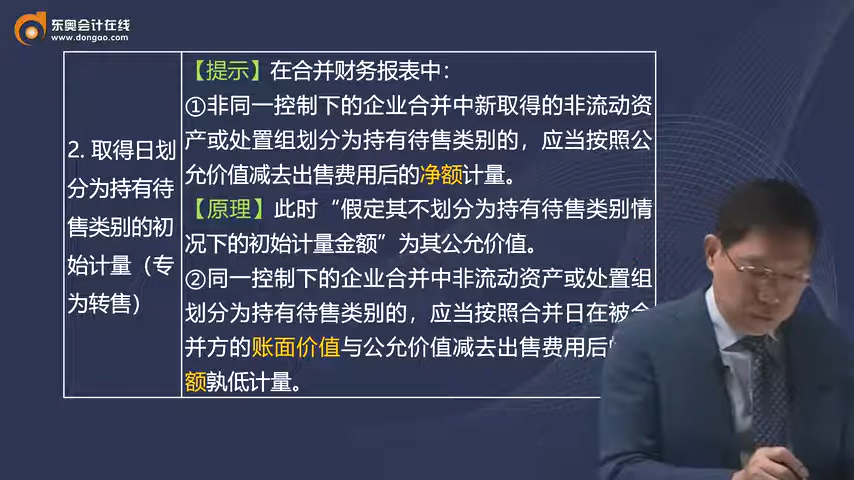 东奥会计在线
www.dongao.com
【提示】在合并财务报表中：
①非同一控制下的企业合并中新取得的非流动资
产或处置组划分为持有待售类别的，应当按照公
允价值减去出售费用后的净额计量。
【原理】此时“假定其不划分为持有待售类别情
况下的初始计量金额”为其公允价值。
②同一控制下的企业合并中非流动资产或处置组
划分为持有待售类别的，应当按照合并日在被合
并方的账面价值与公允价值减去出售费用后
额孰低计量。
2. 取得日划
分为持有待
售类别的初
始计量（专
为转售）